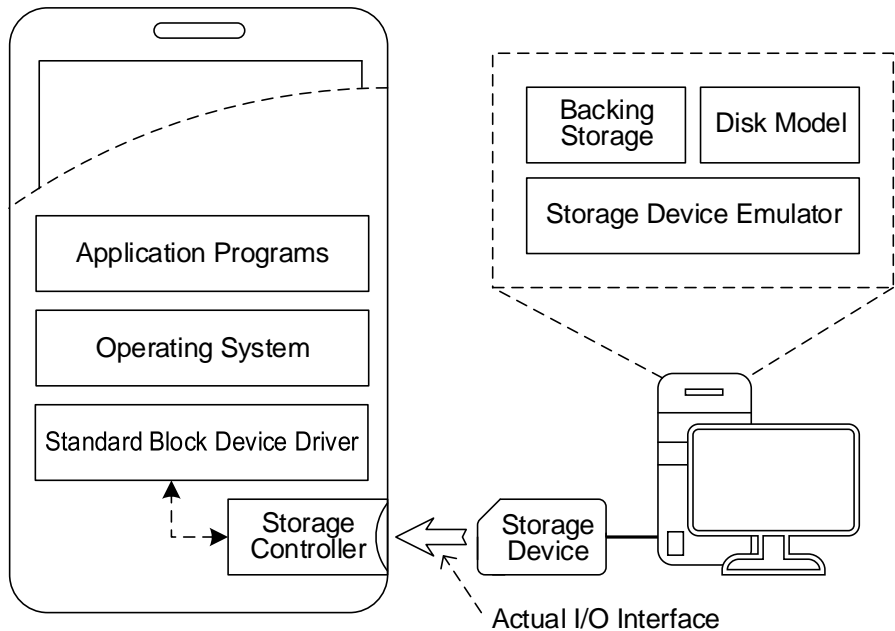 Application Programs
Operating System
Standard Block Device Driver
Storage
Controller
Backing
Storage
Disk Model
Storage Device Emulator
Storage
Device
Actual I/O Interface